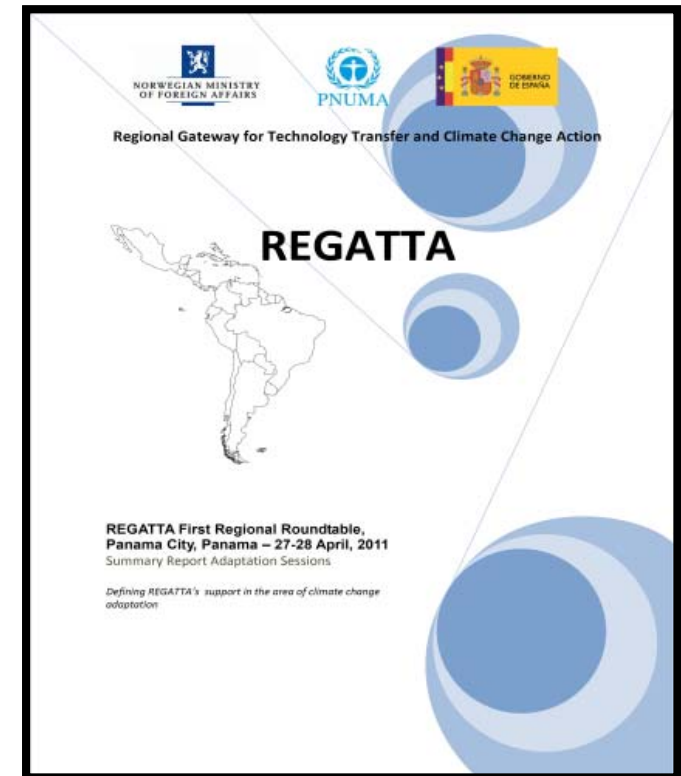 NORWEGIAN MINISTRY
OF FOREIGN AFFAIRS
PNUMA
GOBIERNO
DE ESPAÑA
Regional Gateway for Technology Transfer and Climate Change Action
REGATTA
REGATTA First Regional Roundtable,
Panama City, Panama – 27-28 April, 2011
Summary Report Adaptation Sessions
Defining REGATTA's support in the area of climate change
adaptation